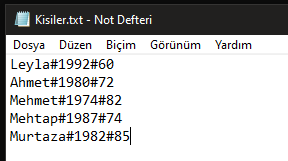 Kisiler.txt - Not Defteri
Dosya Düzen Biçim Görünüm Yardım
Leyla#1992#60
Ahmet#1980#72
Mehmet#1974#82
Mehtap#1987#74
Murtaza#1982#85